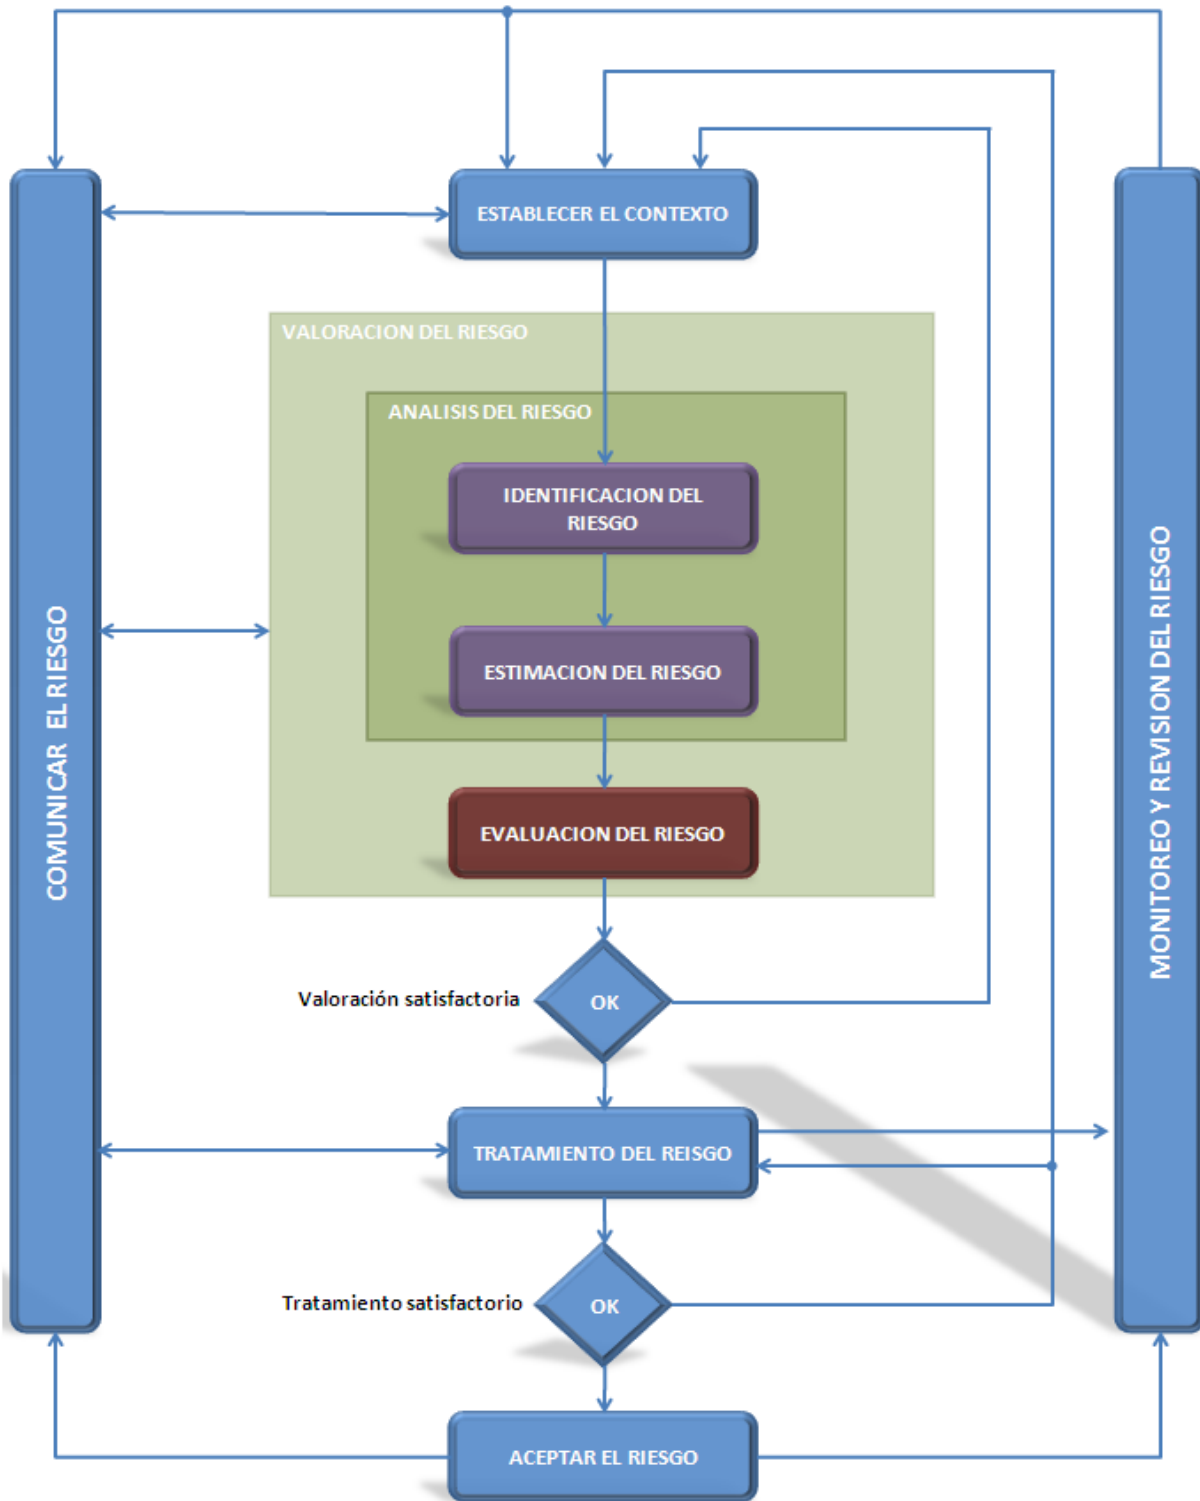 ESTABLECER EL CONTEXTO
VALORACION DEL RIESGO
ANALISIS DEL RIESGO
IDENTIFICACION DEL
RIESGO
ESTIMACION DEL RIESGO
EVALUACION DEL RIESGO
COMUNICAR EL RIESGO
MONITOREO Y REVISION DEL RIESGO
Valoración satisfactoria
OK
TRATAMIENTO DEL REISGO
Tratamiento satisfactorio
OK
ACEPTAR EL RIESGO